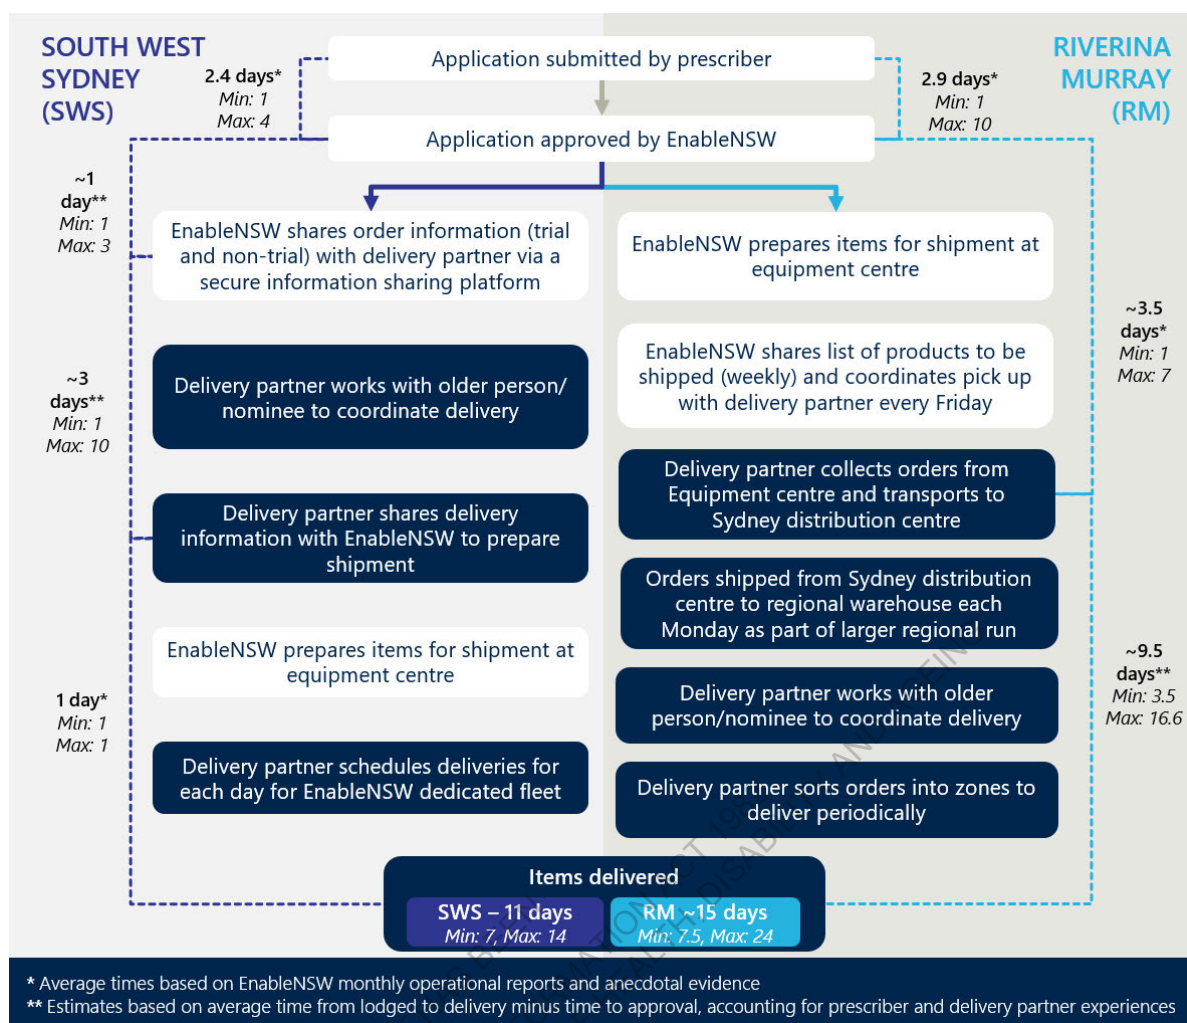 SOUTH WEST
SYDNEY
(SWS)
2.4 days*
Min: 1
Max: 4
Application submitted by prescriber
2.9 days*
Min: 1
Max: 10
RIVERINA
MURRAY
(RM)
Application approved by EnableNSW
~1
day**
Min: 1
Max: 3
EnableNSW shares order information (trial
and non-trial) with delivery partner via a
secure information sharing platform
~3
days**
Min: 1
Max: 10
Delivery partner works with older person/
nominee to coordinate delivery
Delivery partner shares delivery
information with EnableNSW to prepare
shipment
EnableNSW prepares items for shipment at
equipment centre
1 day*
Min: 1
Max: 1
Delivery partner schedules deliveries for
each day for EnableNSW dedicated fleet
EnableNSW prepares items for shipment at
equipment centre
EnableNSW shares list of products to be
shipped (weekly) and coordinates pick up
with delivery partner every Friday
~3.5
days*
Min: 1
Max: 7
Delivery partner collects orders from
Equipment centre and transports to
Sydney distribution centre
Orders shipped from Sydney distribution
centre to regional warehouse each
Monday as part of larger regional run
Delivery partner works with older
person/nominee to coordinate delivery
~9.5
days**
Min: 3.5
Max: 16.6
Delivery partner sorts orders into zones to
deliver periodically
Items delivered
SWS – 11 days
Min: 7, Max: 14
RM ~15 days
Min: 7.5, Max: 24
* Average times based on EnableNSW monthly operational reports and anecdotal evidence
** Estimates based on average time from lodged to delivery minus time to approval, accounting for prescriber and delivery partner experiences